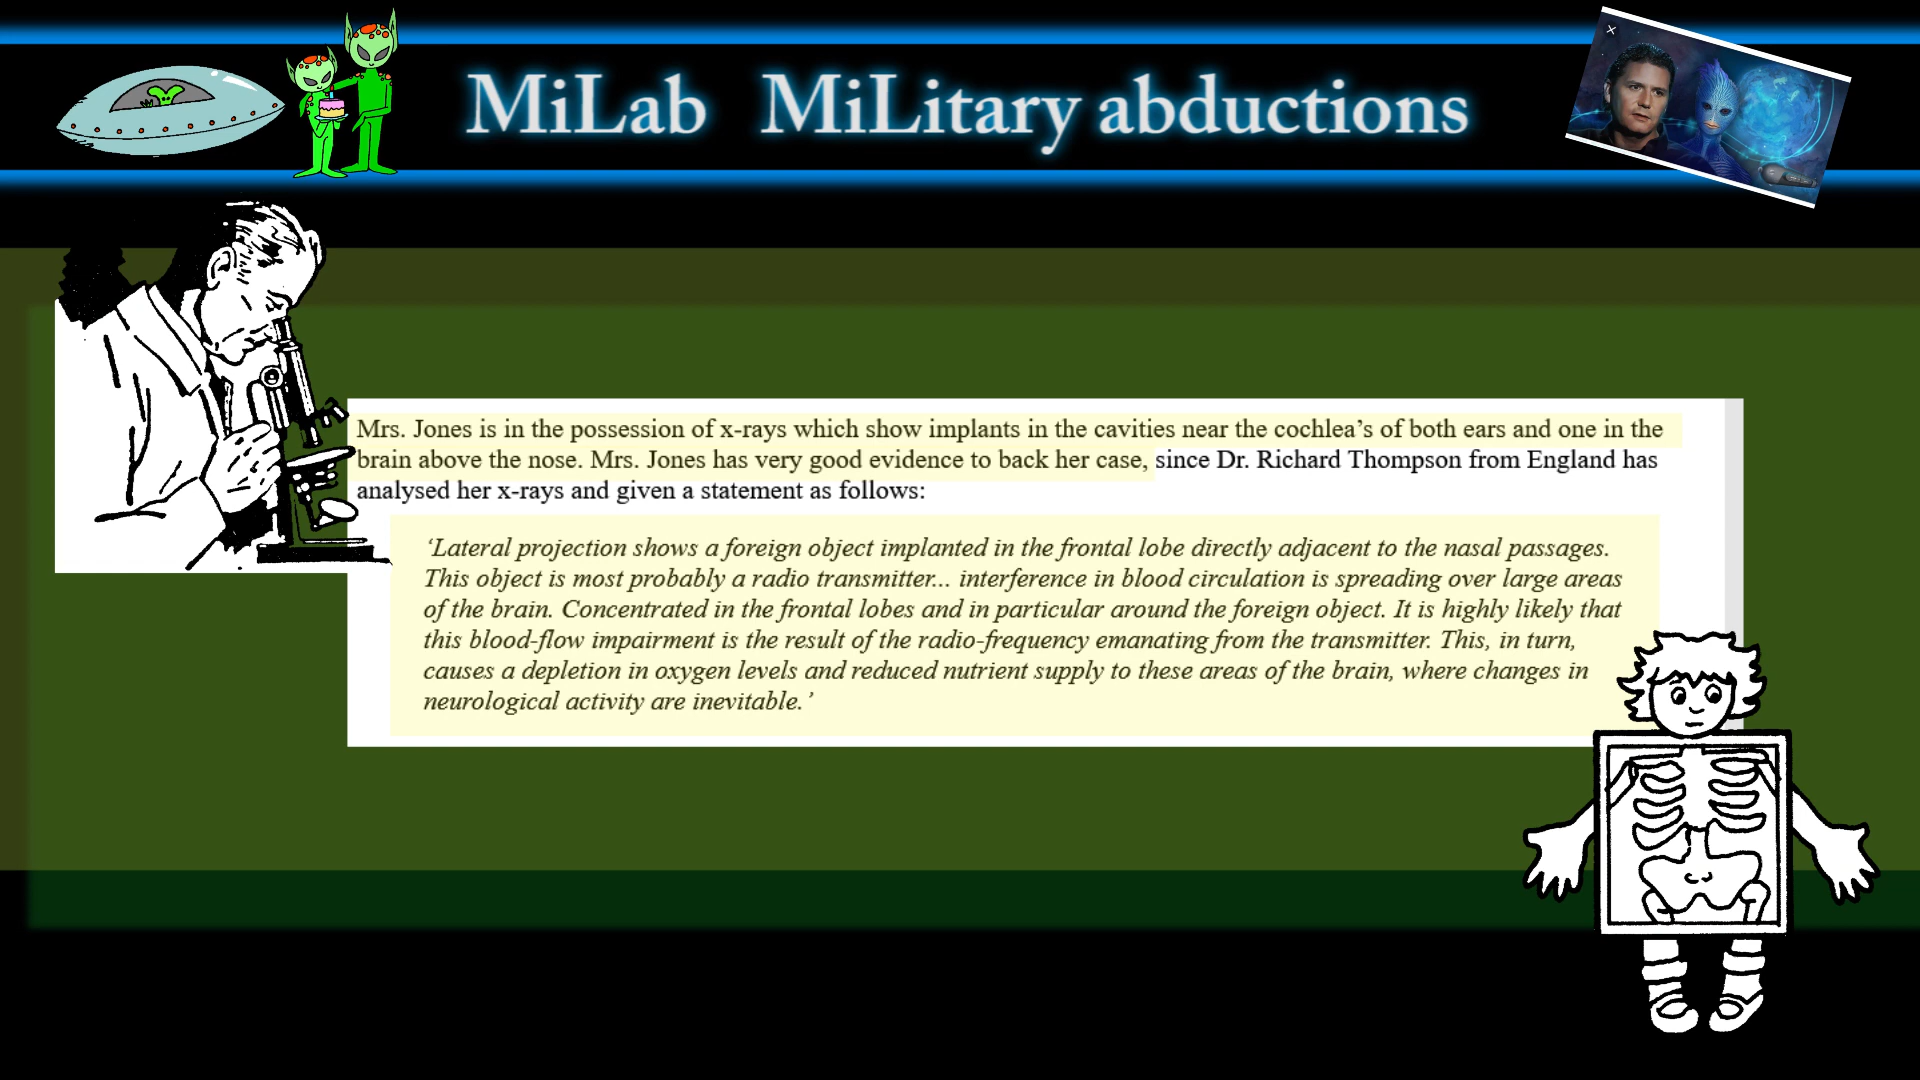 MiLab MiLitary abductions
Mrs. Jones is in the possession of x-rays which show implants in the cavities near the cochlea’s of both ears and one in the
brain above the nose. Mrs. Jones has very good evidence to back her case, since Dr. Richard Thompson from England has
analysed her x-rays and given a statement as follows:
‘Lateral projection shows a foreign object implanted in the frontal lobe directly adjacent to the nasal passages.
This object is most probably a radio transmitter... interference in blood circulation is spreading over large areas
of the brain. Concentrated in the frontal lobes and in particular around the foreign object. It is highly likely that
this blood-flow impairment is the result of the radio-frequency emanating from the transmitter. This, in turn,
causes a depletion in oxygen levels and reduced nutrient supply to these areas of the brain, where changes in
neurological activity are inevitable.’